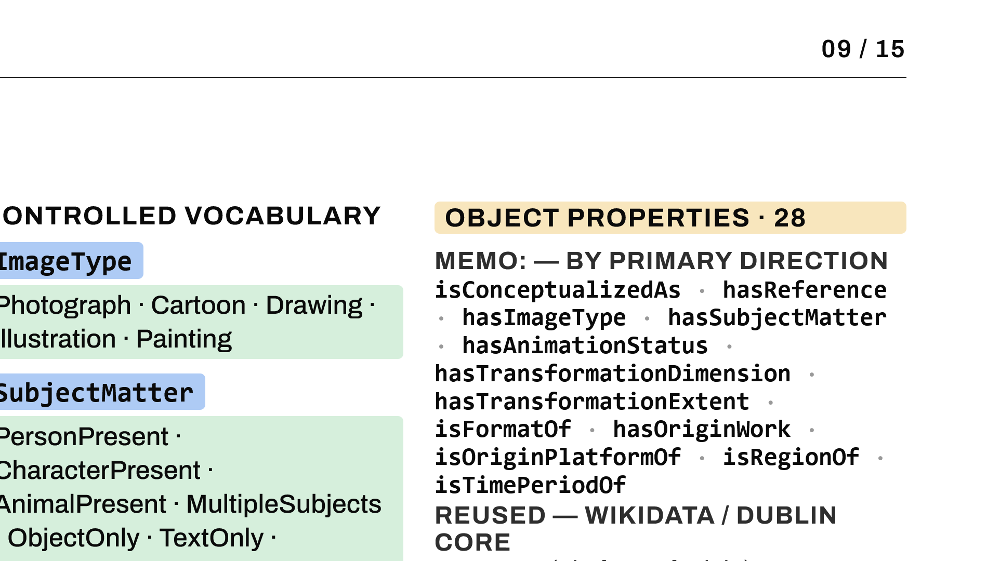 09 / 15
ONTROLLED VOCABULARY
ImageType
Photograph · Cartoon · Drawing ·
Illustration · Painting
SubjectMatter
PersonPresent ·
CharacterPresent ·
AnimalPresent · MultipleSubjects
ObjectOnly · TextOnly ·
OBJECT PROPERTIES · 28
MEMO: — BY PRIMARY DIRECTION
isConceptualizedAs · hasReference
· hasImageType · hasSubjectMatter
· hasAnimationStatus ·
hasTransformationDimension ·
hasTransformationExtent ·
isFormatOf · hasOriginWork ·
isOriginPlatformOf · isRegionOf ·
isTimePeriodOf
REUSED — WIKIDATA / DUBLIN
CORE